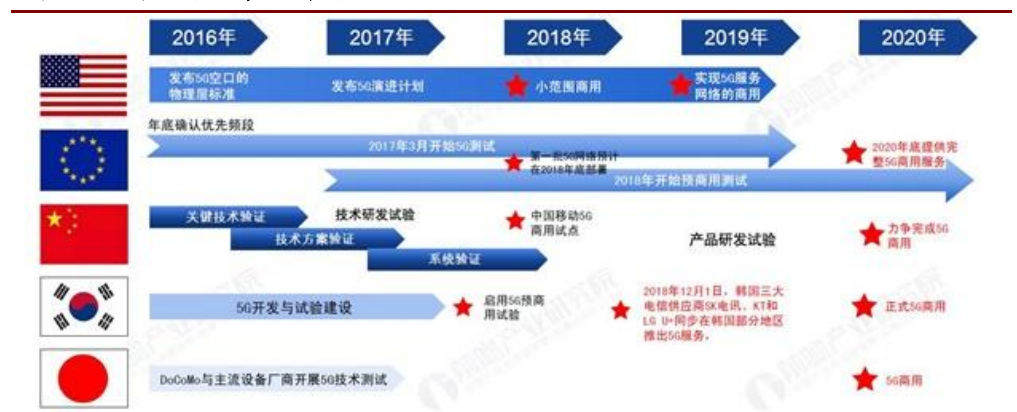 2016年
2017年
2018年
2019年
2020年
发布5G空口的
物理层标准
发布5G演进计划
小范围商用
实现5G服务
网络的商用
年底确认优先频段
2017年3月开始5G测试
第一批5G网络预计
在2018年底部署
2020年底提供完
整5G商用服务
2018年开始预商用测试
关键技术验证
技术研发试验
中国移动5G
商用试点
技术方案验证
产品研发试验
力争完成5G
商用
系统验证
5G开发与试验建设
启用5G预商
用试验
2018年12月1日，韩国三大
电信供应商SK电讯、KT和
LG U+同步在韩国部分地区
推出5G服务。
正式5G商用
DoCoMo与主流设备厂商开展5G技术测试
5G商用
前瞻产业研究院